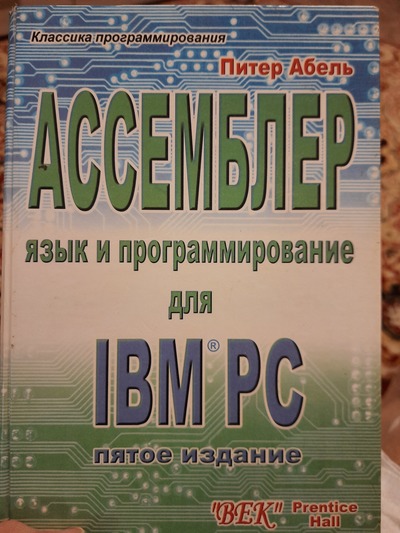 Классика программирования
Питер Абель
АССЕМБЛЕР
язык и программирование
для
IBM® PC
пятое издание
"ВЕК" Prentice
Hall